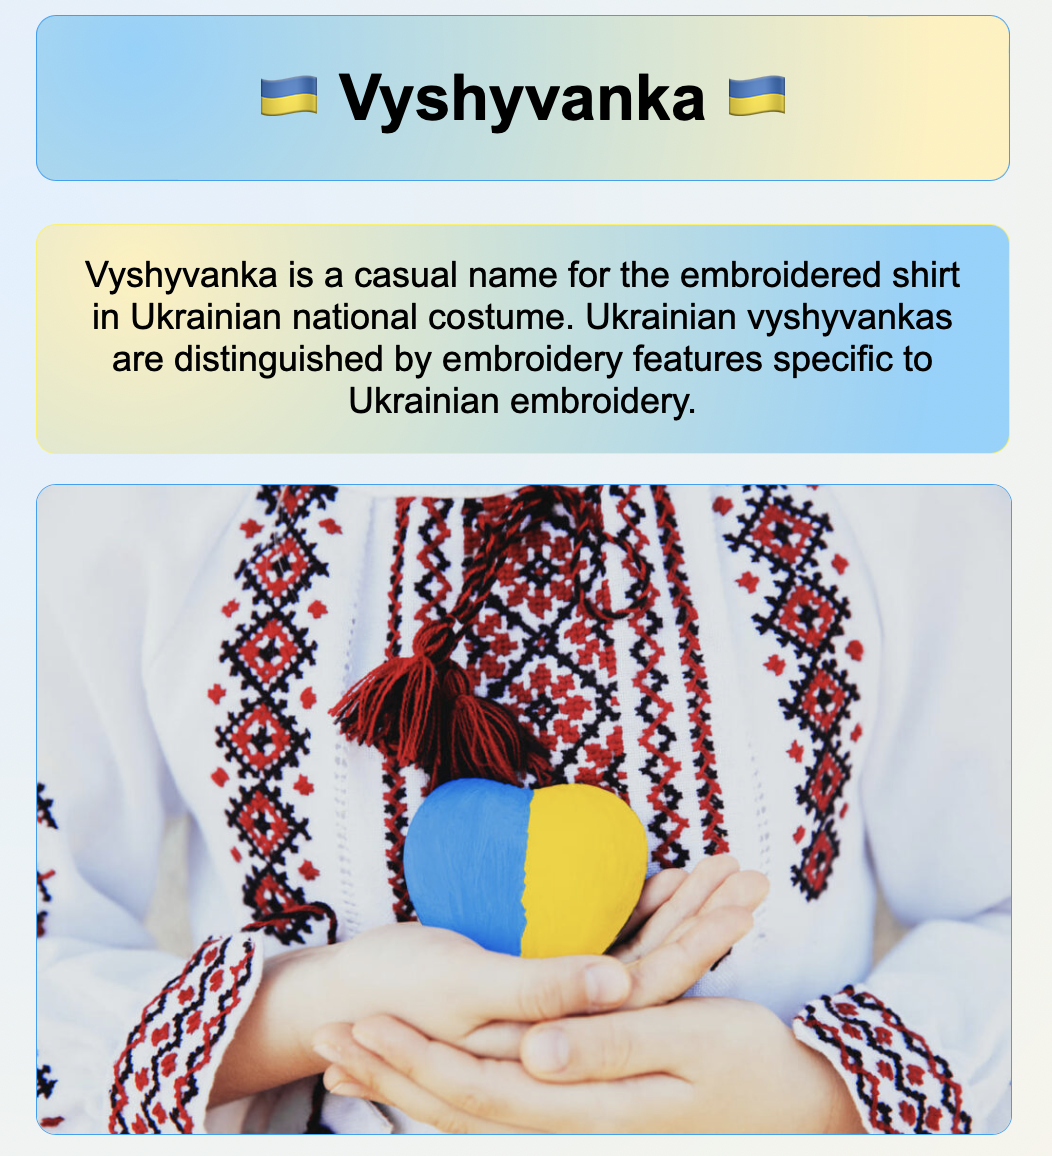 🇺🇦 Vyshyvanka 🇺🇦
Vyshyvanka is a casual name for the embroidered shirt
in Ukrainian national costume. Ukrainian vyshyvankas
are distinguished by embroidery features specific to
Ukrainian embroidery.